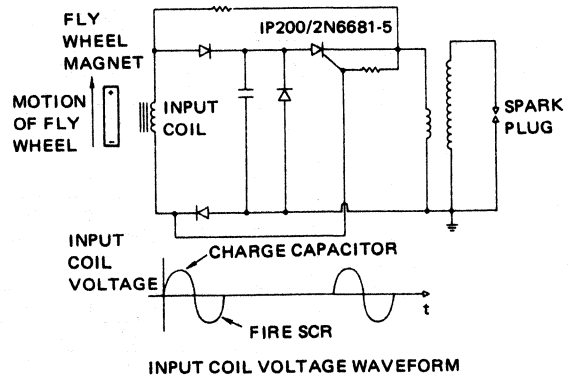 FLY
WHEEL
MAGNET
IP200/2N6681-5
MOTION
OF FLY
WHEEL
INPUT
COIL
SPARK
PLUG
INPUT
COIL
VOLTAGE
CHARGE CAPACITOR
t
FIRE SCR
INPUT COIL VOLTAGE WAVEFORM